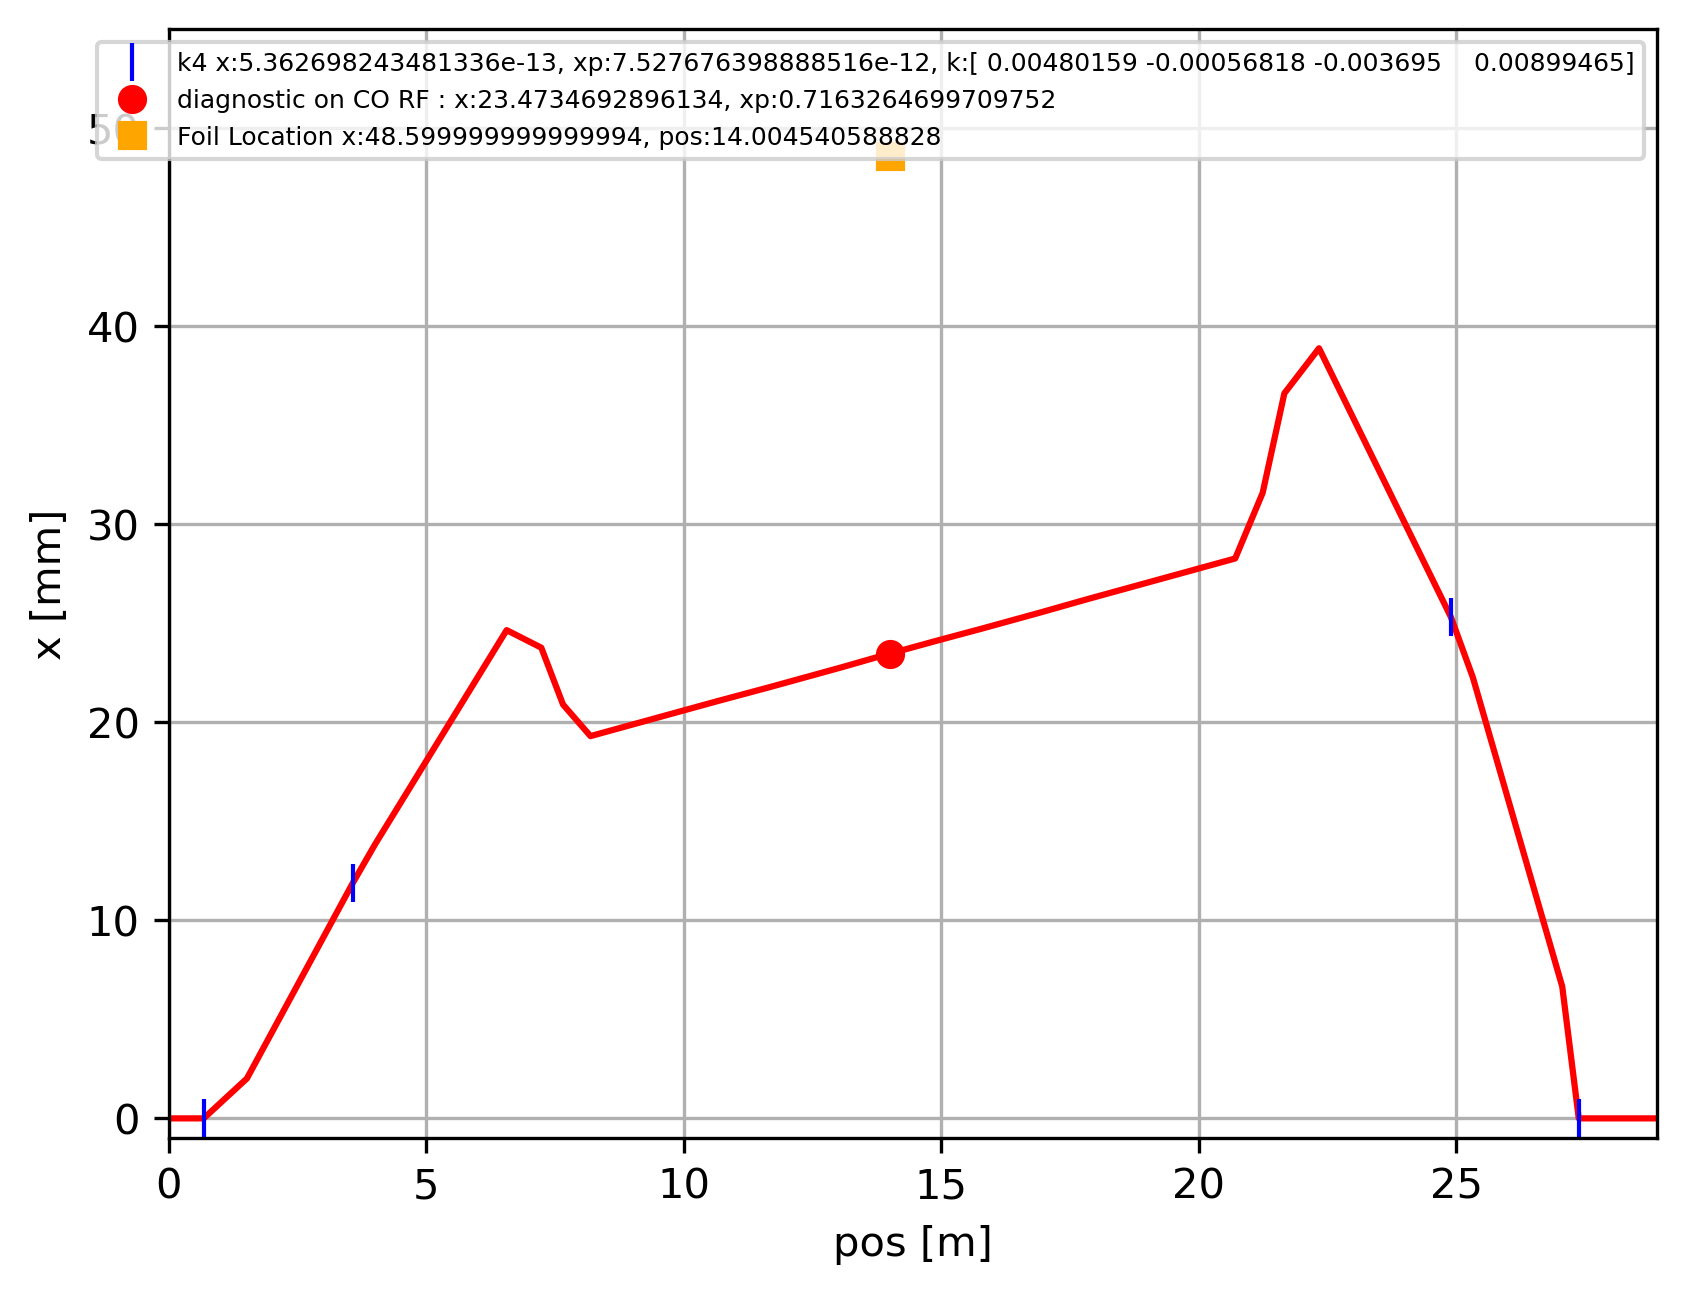 k4 x:5.362698243481336e-13, xp:7.527676398888516e-12, k:[ 0.00480159 -0.00056818 -0.003695 0.00899465]
diagnostic on CO RF : x:23.4734692896134, xp:0.7163264699709752
Foil Location x:48.599999999999994, pos:14.004540588828
50
40
30
20
10
0
x [mm]
0 5 10 15 20 25
pos [m]